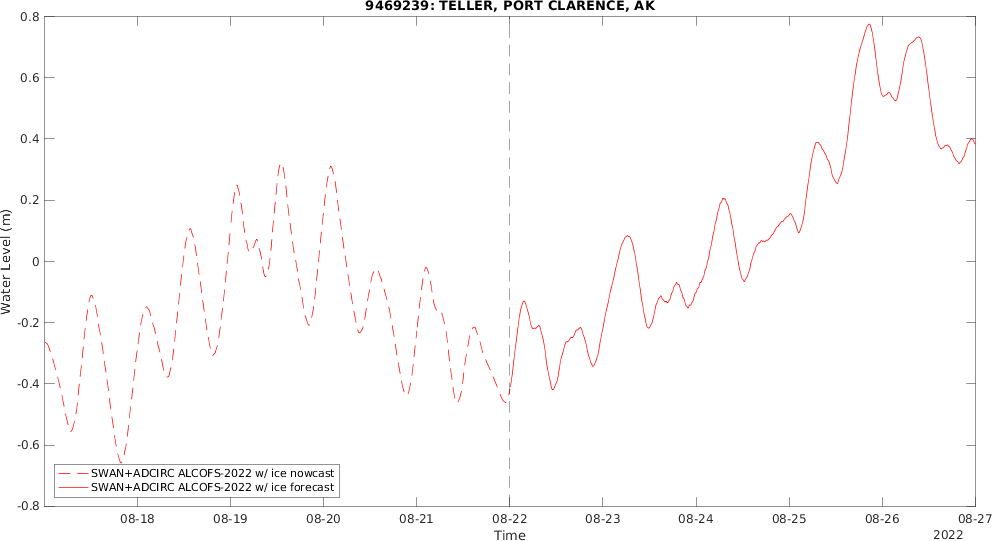 9469239: TELLER, PORT CLARENCE, AK
0.8
0.6
0.4
0.2
0
-0.2
-0.4
-0.6
-0.8
Water Level (m)
SWAN+ADCIRC ALCOFS-2022 w/ ice nowcast
SWAN+ADCIRC ALCOFS-2022 w/ ice forecast
08-18 08-19 08-20 08-21 08-22 08-23 08-24 08-25 08-26 08-27
Time
2022